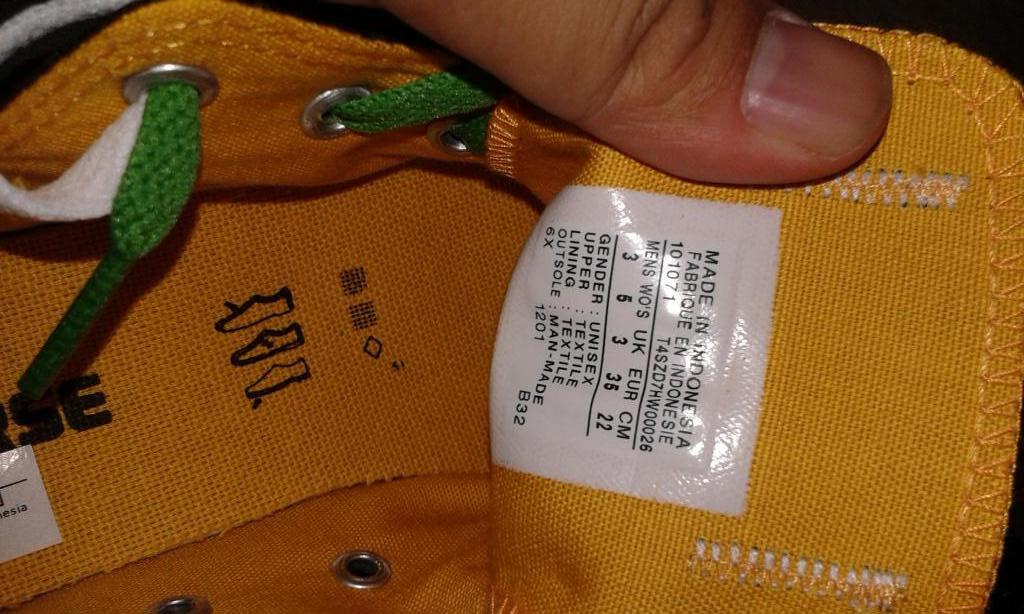 MADE IN INDONESIA
FABRIQUE EN INDONESIE
101071 T4SZD7HW00026
MENS WO'S UK EUR CM
3 5 3 35 22
GENDER : UNISEX
UPPER : TEXTILE
LINING : TEXTILE
OUTSOLE : MAN-MADE
6X 1201 B32
RSE
nesia